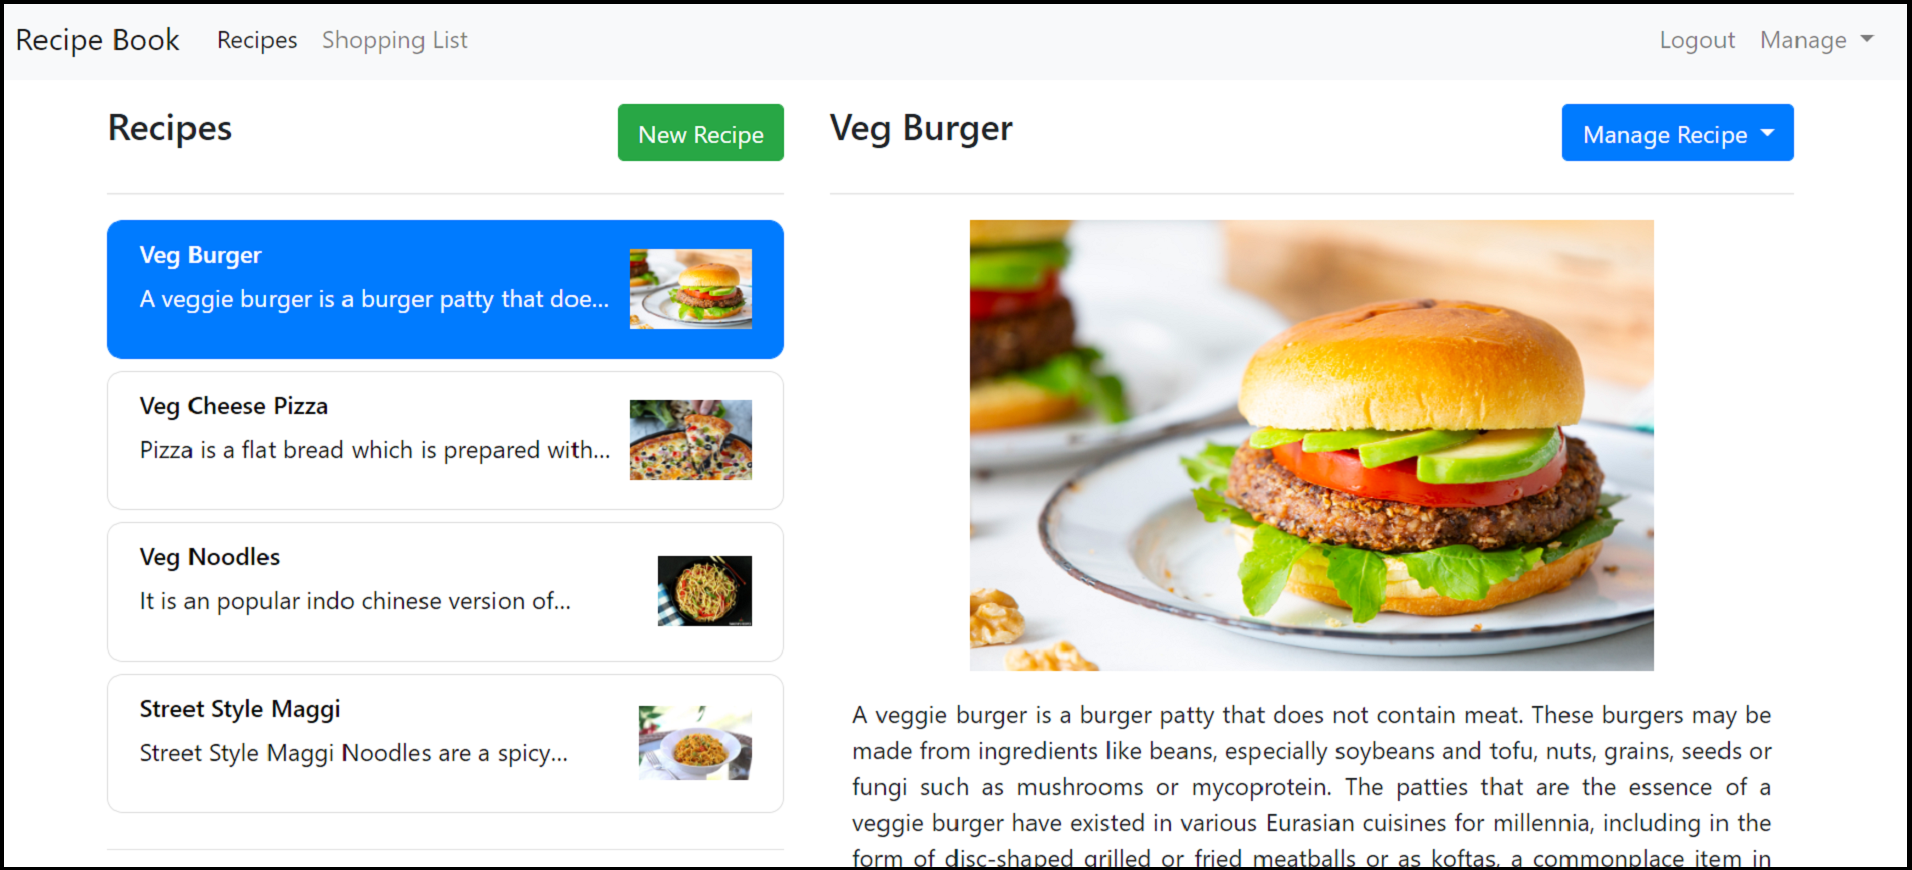 Recipe Book Recipes Shopping List Logout Manage
Recipes New Recipe
Veg Burger
A veggie burger is a burger patty that doe...
Veg Cheese Pizza
Pizza is a flat bread which is prepared with...
Veg Noodles
It is an popular indo chinese version of...
Street Style Maggi
Street Style Maggi Noodles are a spicy...
Veg Burger Manage Recipe
A veggie burger is a burger patty that does not contain meat. These burgers may be
made from ingredients like beans, especially soybeans and tofu, nuts, grains, seeds or
fungi such as mushrooms or mycoprotein. The patties that are the essence of a
veggie burger have existed in various Eurasian cuisines for millennia, including in the
form of disc-shaped grilled or fried meatballs or as koftas, a commonplace item in